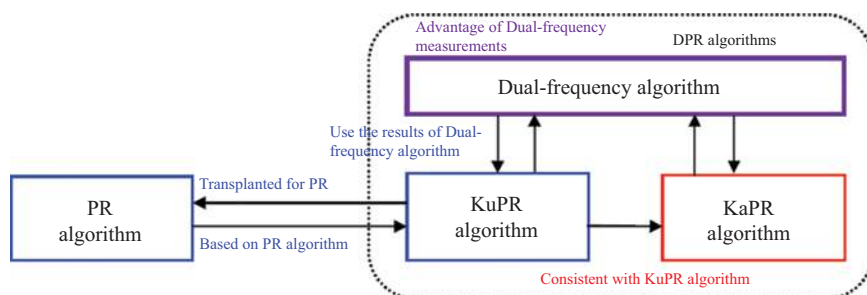 Advantage of Dual-frequency
measurements
DPR algorithms
Dual-frequency algorithm
Use the results of Dual-
frequency algorithm
Transplanted for PR
PR
algorithm
KuPR
algorithm
KaPR
algorithm
Based on PR algorithm
Consistent with KuPR algorithm